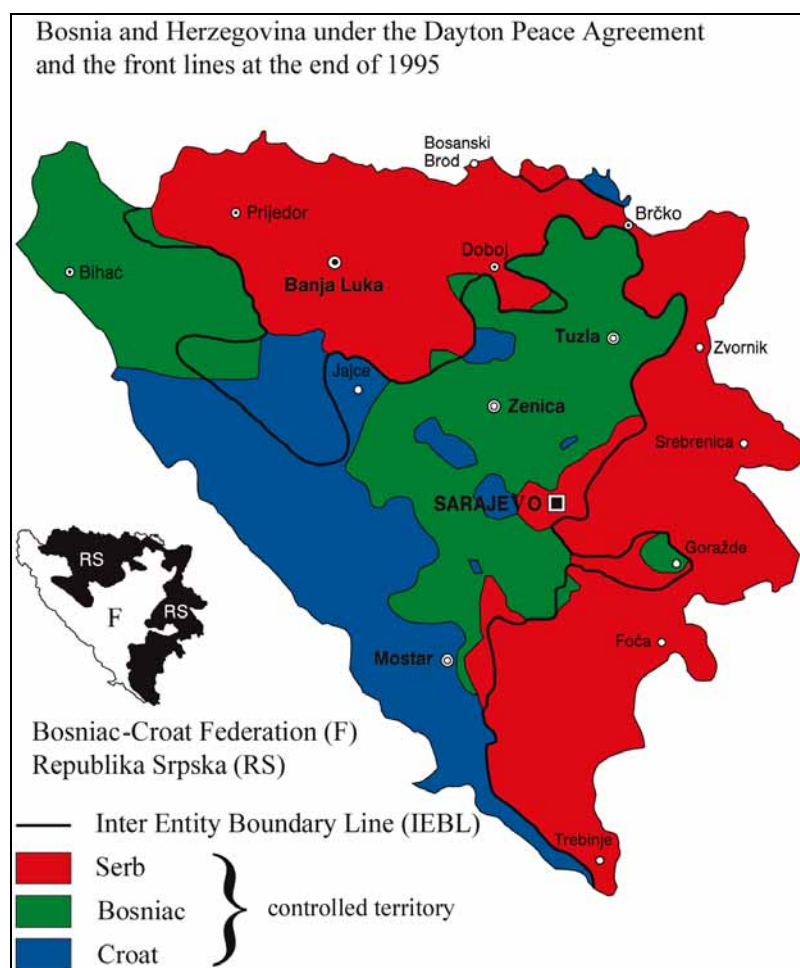 Bosnia and Herzegovina under the Dayton Peace Agreement
and the front lines at the end of 1995
Bosanski
Brod
Brčko
Prijedor
Doboj
Bihać
Banja Luka
Tuzla
Zvornik
Jajce
Zenica
Srebrenica
SARAJEVO
Goražde
RS
F
RS
Foča
Mostar
Bosniac-Croat Federation (F)
Republika Srpska (RS)
Inter Entity Boundary Line (IEBL)
Trebinje
Serb
Bosniac
controlled territory
Croat